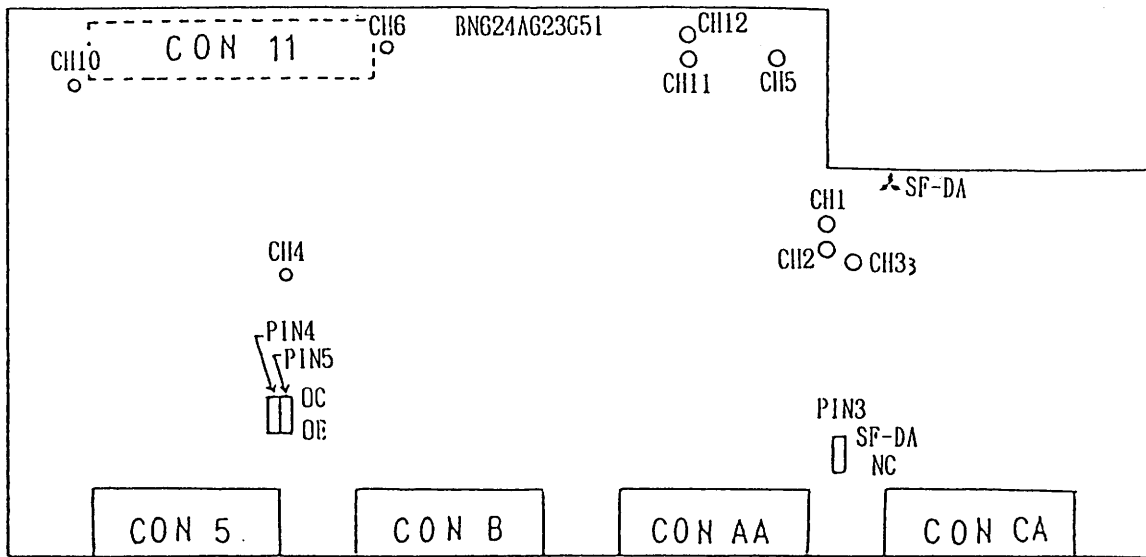 CON 11
CH6
BN624A623G51
CH12
CH10
CH11
CH5
SF-DA
CH1
CH4
CH2
CH33
PIN4
PIN5
OC
OE
PIN3
SF-DA
NC
CON 5
CON B
CON AA
CON CA